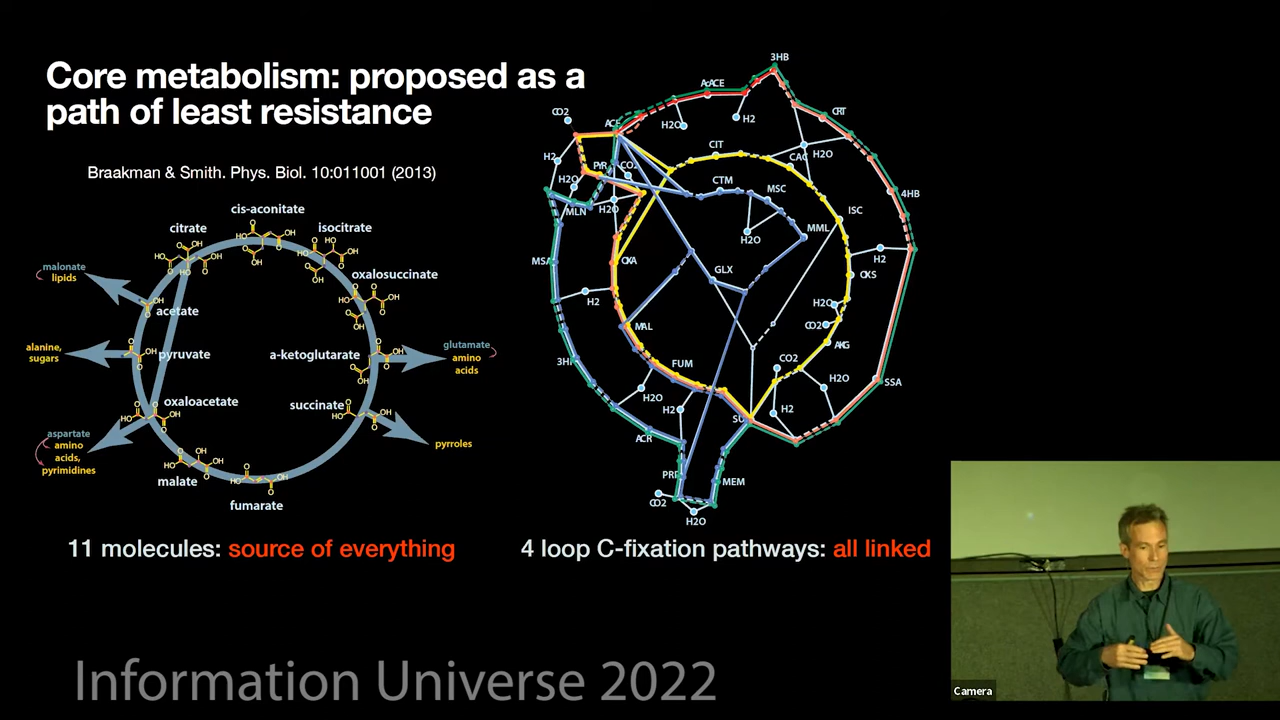 Core metabolism: proposed as a
path of least resistance
Braakman & Smith. Phys. Biol. 10:011001 (2013)
cis-aconitate
citrate
isocitrate
oxalosuccinate
malonate
lipids
acetate
alanine,
sugars
pyruvate
a-ketoglutarate
glutamate
amino
acids
oxaloacetate
succinate
aspartate
amino
acids,
pyrimidines
pyrroles
malate
fumarate
11 molecules: source of everything
3HB
AcACE
CO2
ACE
H2O
H2
CRT
H2
CIT
CAC
H2O
PYR
CO2
H2O
CTM
MSC
4HB
MLN
H2O
ISC
MML
H2O
MSA
OXA
H2
GLX
OXS
H2
H2O
CO2
MAL
AKG
FUM
CO2
H2O
SSA
H2O
H2
H2
ACR
PRP
MEM
CO2
H2O
4 loop C-fixation pathways: all linked
Information Universe 2022
Camera